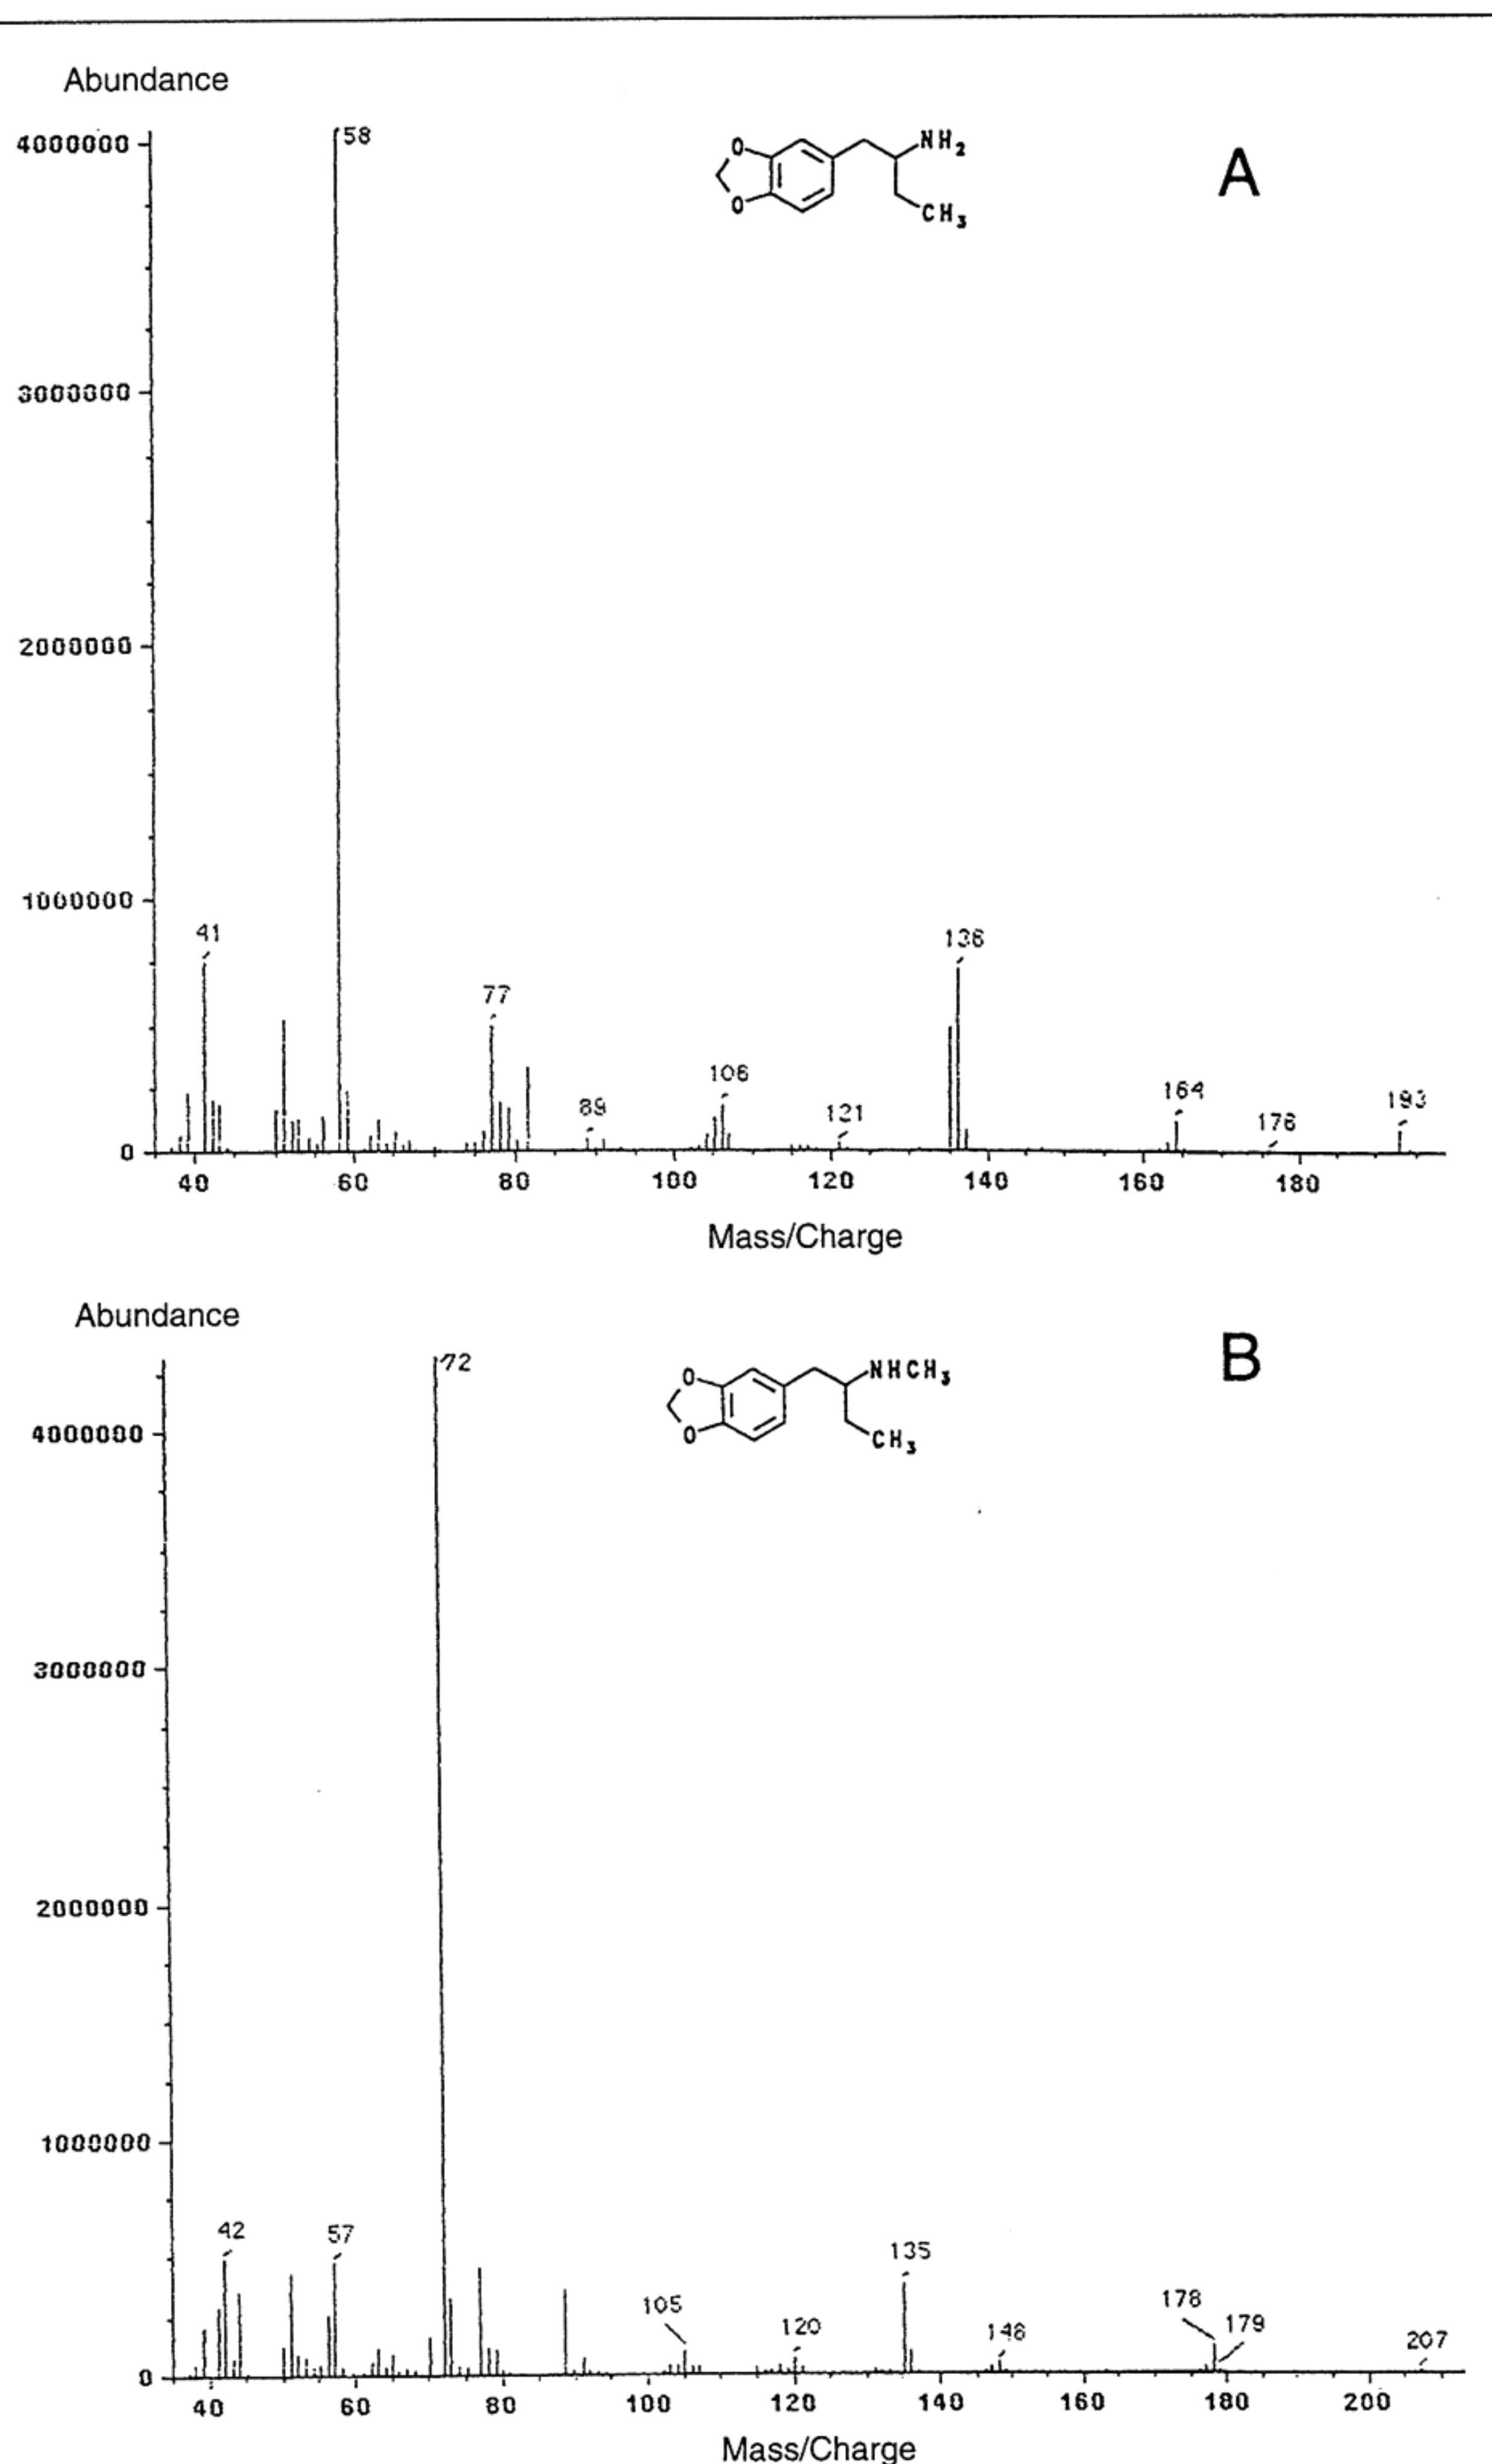 Abundance
4000000
3000000
2000000
1000000
0
58
41
77
89
106
121
136
164
176
193
O
O
NH2
CH3
A
40 60 80 100 120 140 160 180
Mass/Charge
Abundance
4000000
3000000
2000000
1000000
0
72
42
57
105
120
135
148
178
179
207
O
O
NHCH3
CH3
B
40 60 80 100 120 140 160 180 200
Mass/Charge